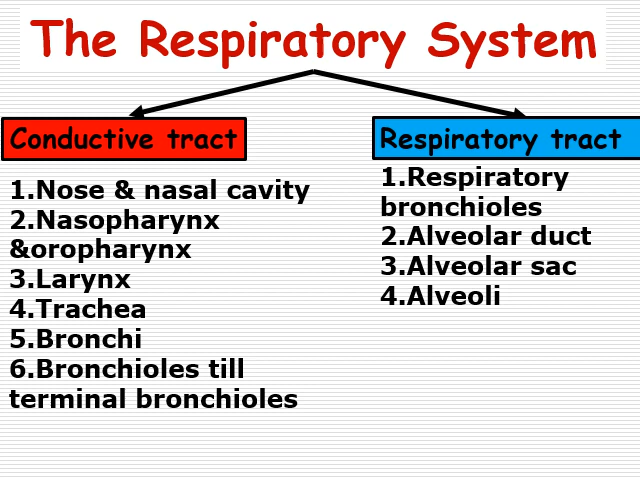 The Respiratory System
Conductive tract
1.Nose & nasal cavity
2.Nasopharynx
&oropharynx
3.Larynx
4.Trachea
5.Bronchi
6.Bronchioles till
terminal bronchioles
Respiratory tract
1.Respiratory
bronchioles
2.Alveolar duct
3.Alveolar sac
4.Alveoli